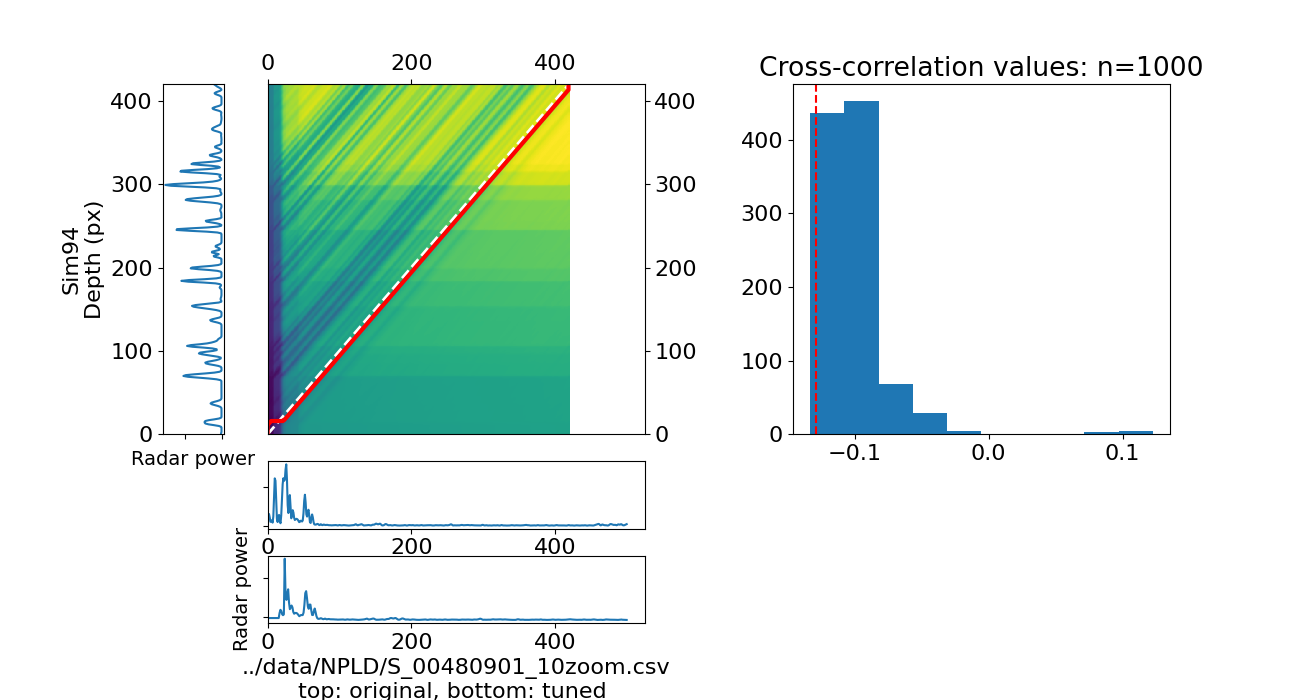 Cross-correlation values: n=1000
0 200 400
400
300
200
100
0
Sim94
Depth (px)
Radar power
400
300
200
100
0
400
300
200
100
0
−0.1 0.0 0.1
0 200 400
Radar power
0 200 400
../data/NPLD/S_00480901_10zoom.csv
top: original, bottom: tuned